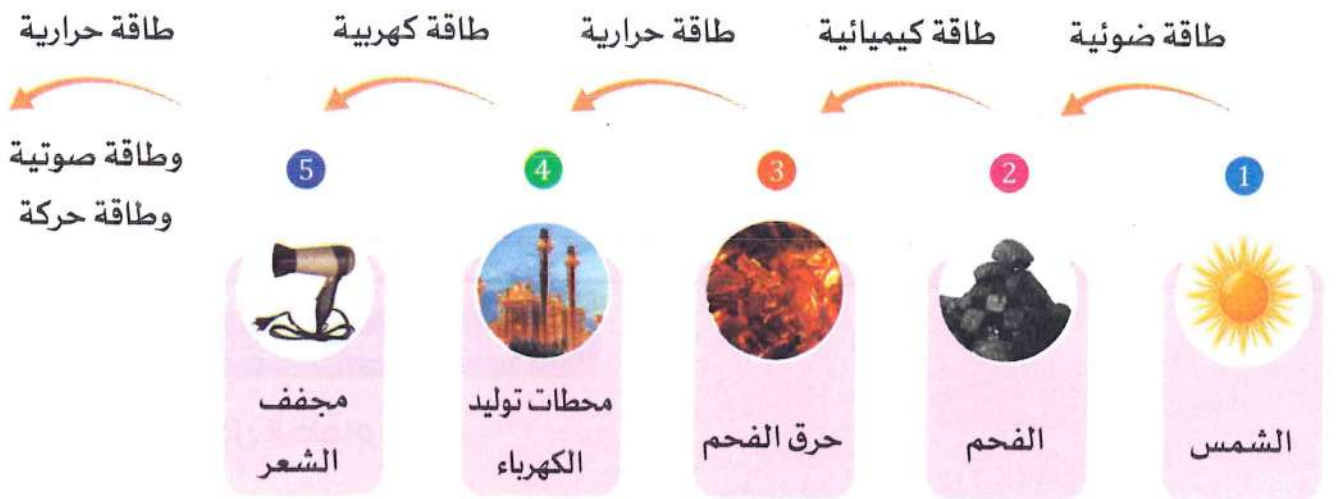 طاقة ضوئية
طاقة كيميائية
طاقة حرارية
طاقة كهربية
طاقة حرارية
وطاقة صوتية
وطاقة حركة
1
2
3
4
5
الشمس
الفحم
حرق الفحم
محطات توليد
الكهرباء
مجفف
الشعر